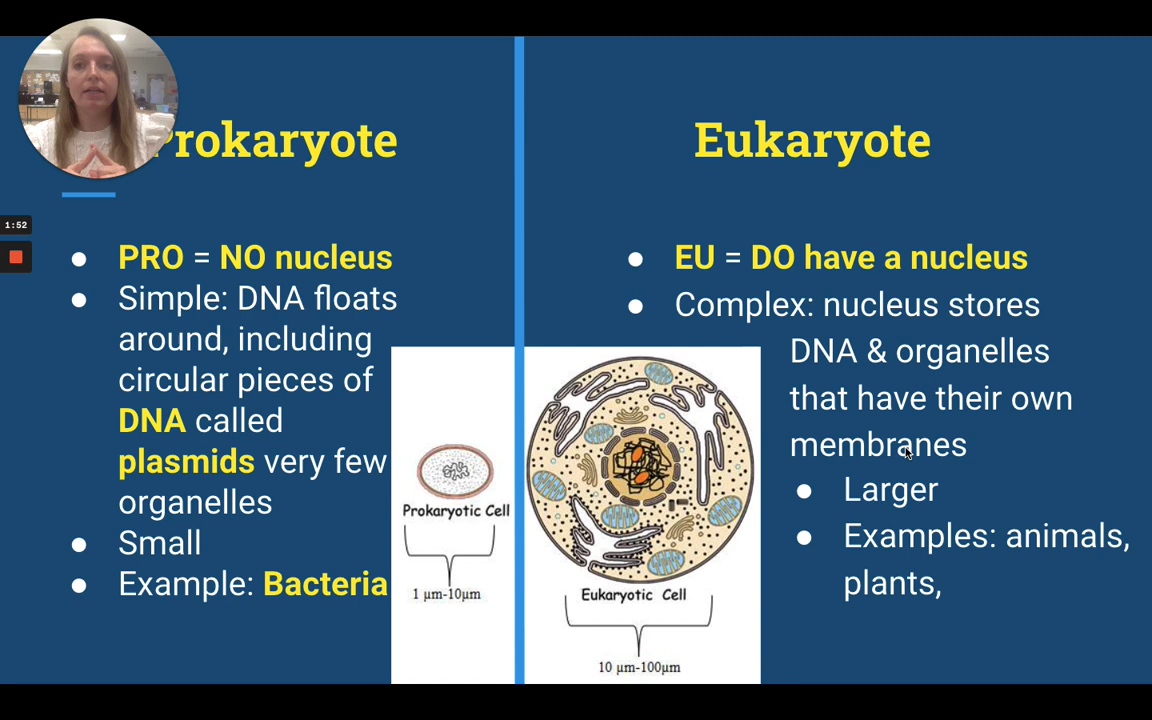 Prokaryote
PRO = NO nucleus
Simple: DNA floats
around, including
circular pieces of
DNA called
plasmids very few
organelles
Small
Example: Bacteria
Prokaryotic Cell
1 μm-10μm
Eukaryote
EU = DO have a nucleus
Complex: nucleus stores
DNA & organelles
that have their own
membranes
Larger
Examples: animals,
plants,
Eukaryotic Cell
10 μm-100μm
1:52